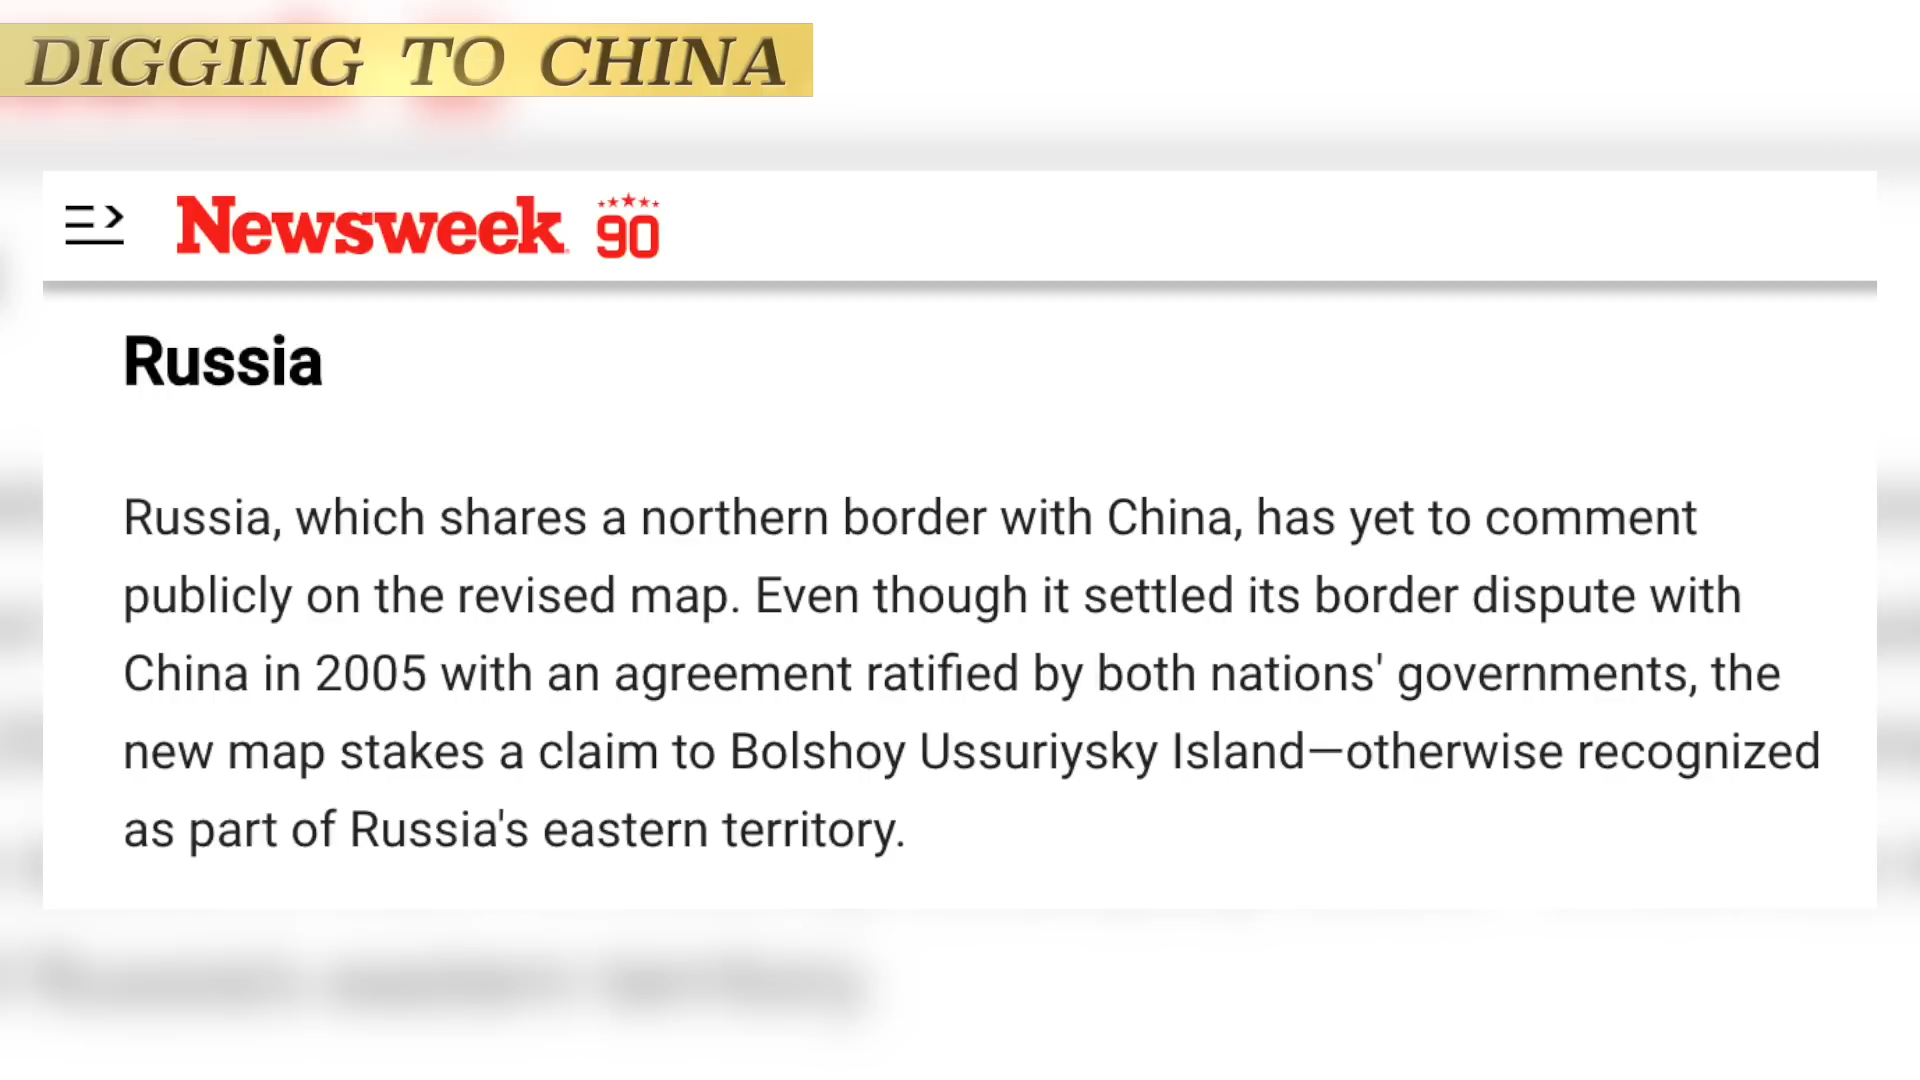 DIGGING TO CHINA
Newsweek 90
Russia
Russia, which shares a northern border with China, has yet to comment
publicly on the revised map. Even though it settled its border dispute with
China in 2005 with an agreement ratified by both nations' governments, the
new map stakes a claim to Bolshoy Ussuriysky Island—otherwise recognized
as part of Russia's eastern territory.